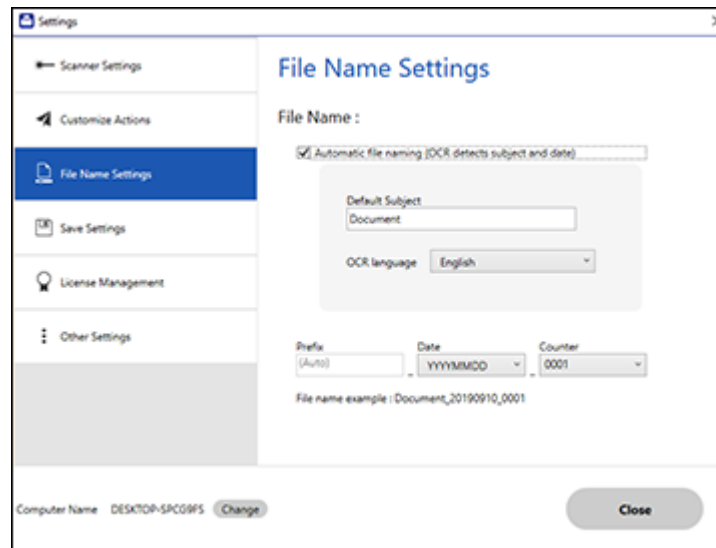 Settings
Scanner Settings
Customize Actions
File Name Settings
Save Settings
License Management
Other Settings
File Name Settings
File Name :
Automatic file naming (OCR detects subject and date)
Default Subject
Document
OCR language English
Prefix Date Counter
(Auto) _ YYYYMMDD _ 0001
File name example : Document_20190910_0001
Computer Name DESKTOP-SPCG9FS Change
Close